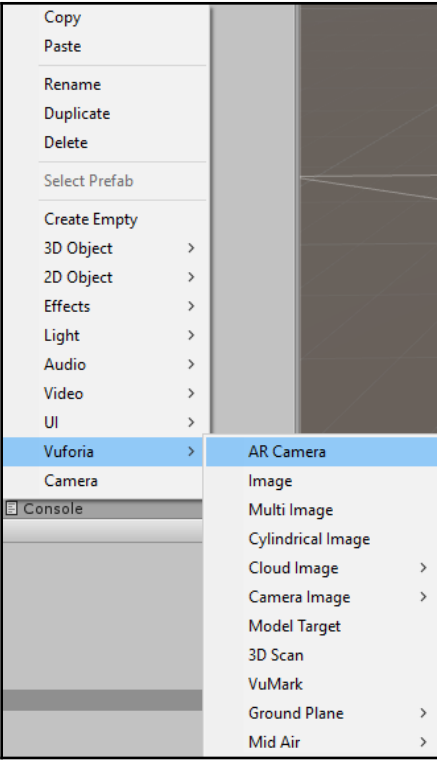 Copy
Paste
Rename
Duplicate
Delete
Select Prefab
Create Empty
3D Object
2D Object
Effects
Light
Audio
Video
UI
Vuforia
Camera
Console
AR Camera
Image
Multi Image
Cylindrical Image
Cloud Image
Camera Image
Model Target
3D Scan
VuMark
Ground Plane
Mid Air